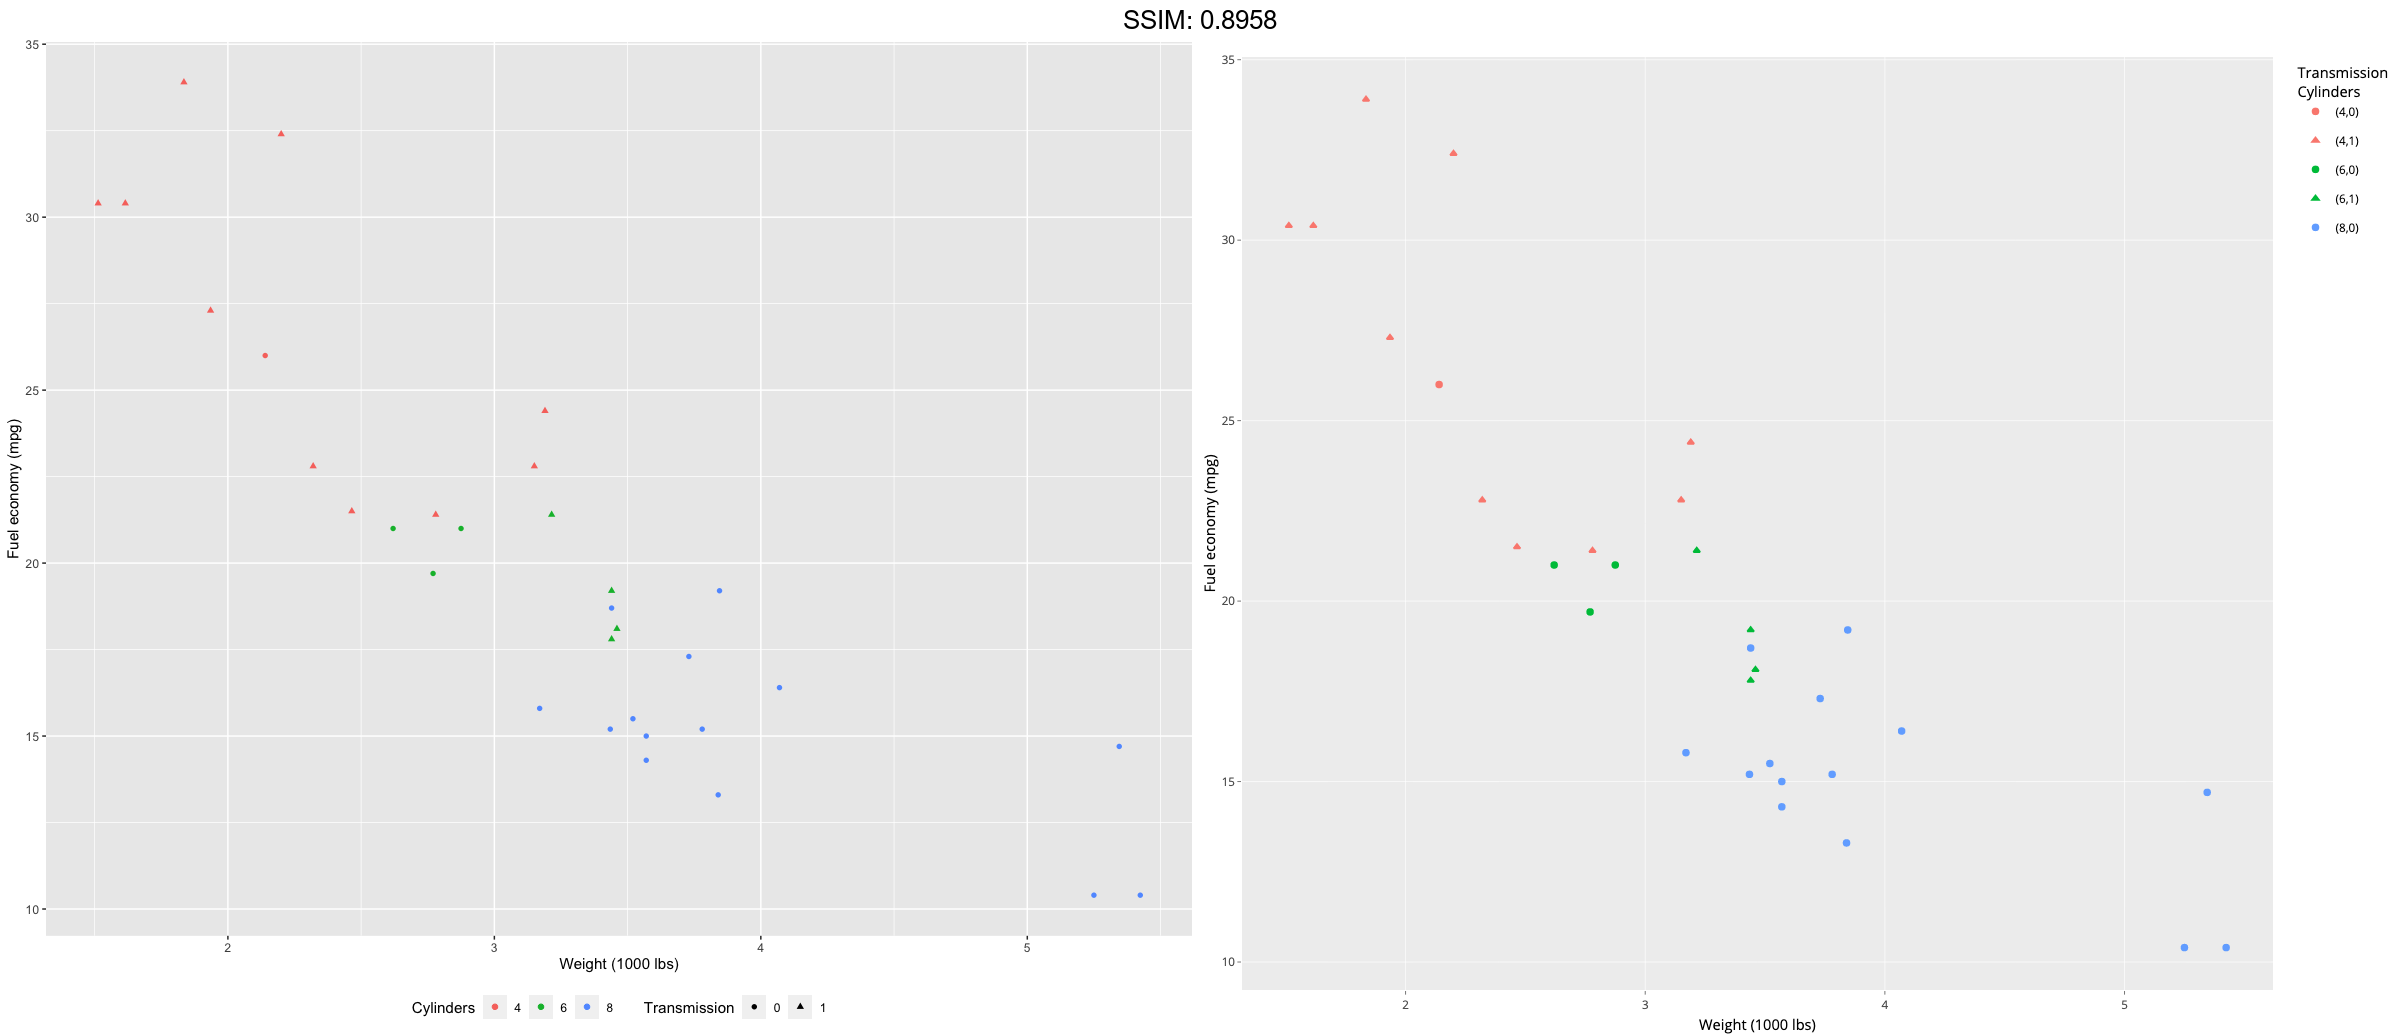 SSIM: 0.8958
35
30
25
20
15
10
Fuel economy (mpg)
2 3 4 5
Weight (1000 lbs)
Cylinders 4 6 8 Transmission 0 1
35
30
25
20
15
10
Fuel economy (mpg)
2 3 4 5
Weight (1000 lbs)
Transmission
Cylinders
(4,0)
(4,1)
(6,0)
(6,1)
(8,0)